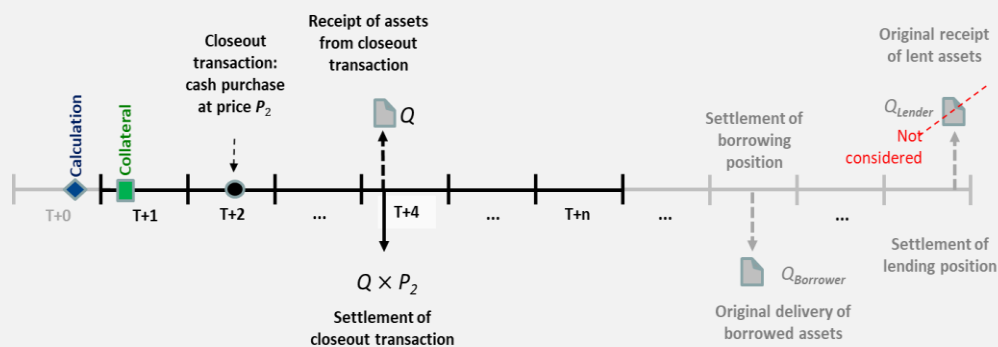 Calculation
Collateral
Closeout
transaction:
cash purchase
at price P₂
Receipt of assets
from closeout
transaction
Q
Settlement of
borrowing
position
Original receipt
of lent assets
Q_Lender
Not
considered
T+0
T+1
T+2
...
T+4
...
T+n
...
...
Q × P₂
Settlement of
closeout transaction
Q_Borrower
Original delivery of
borrowed assets
Settlement of
lending position